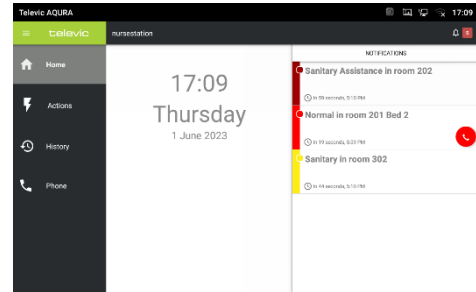 Televic AQURA
17:09
televic
nursestation
Home
Actions
History
Phone
17:09
Thursday
1 June 2023
NOTIFICATIONS
Sanitary Assistance in room 202
Normal in room 201 Bed 2
Sanitary in room 302